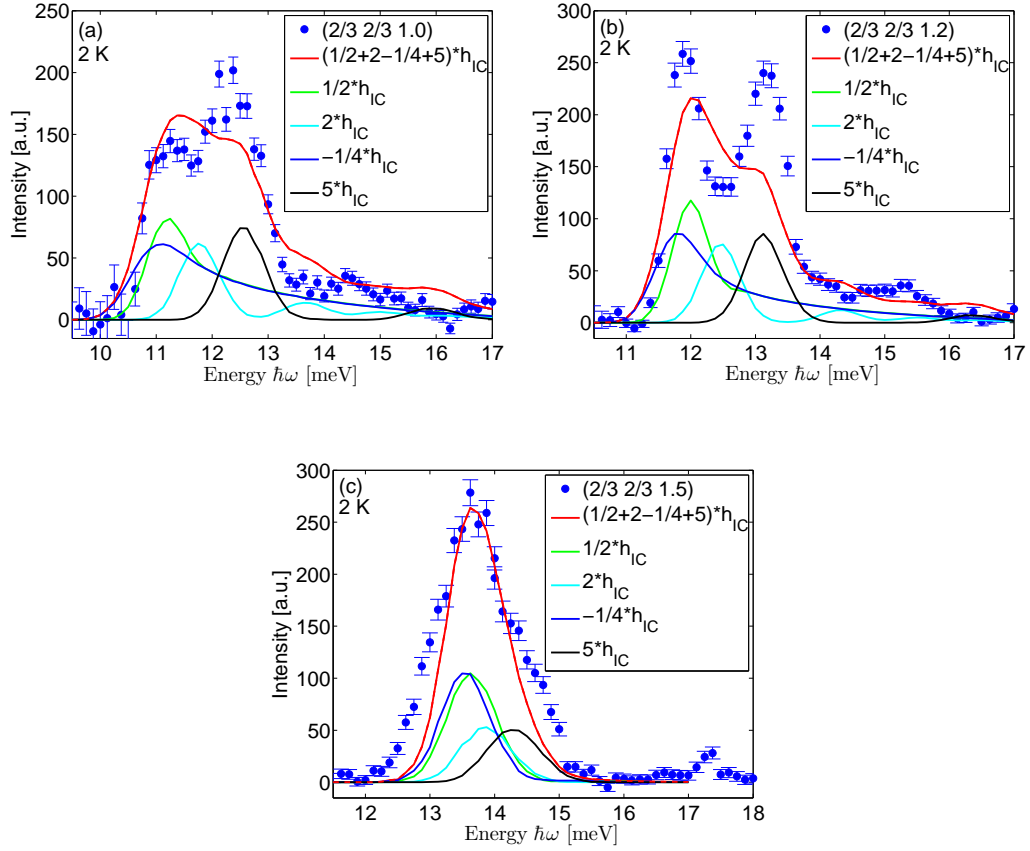 (a)
2 K
(2/3 2/3 1.0)
(1/2+2−1/4+5)*h_IC
1/2*h_IC
2*h_IC
−1/4*h_IC
5*h_IC
Intensity [a.u.]
0
50
100
150
200
10
11
12
13
14
15
16
17
Energy ħω [meV]
(b)
2 K
(2/3 2/3 1.2)
(1/2+2−1/4+5)*h_IC
1/2*h_IC
2*h_IC
−1/4*h_IC
5*h_IC
Intensity [a.u.]
0
50
100
150
200
250
300
11
12
13
14
15
16
17
Energy ħω [meV]
(c)
2 K
(2/3 2/3 1.5)
(1/2+2−1/4+5)*h_IC
1/2*h_IC
2*h_IC
−1/4*h_IC
5*h_IC
Intensity [a.u.]
0
50
100
150
200
250
300
12
13
14
15
16
17
18
Energy ħω [meV]